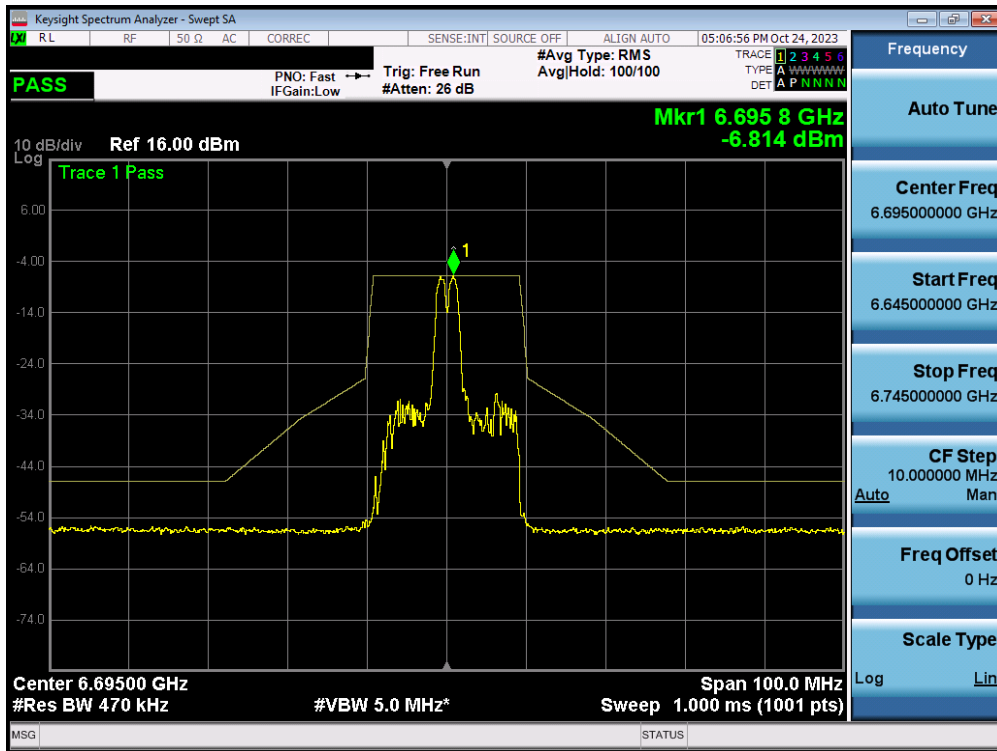 Keysight Spectrum Analyzer - Swept SA
LXI RL RF 50 Ω AC CORREC SENSE:INT SOURCE OFF ALIGN AUTO 05:06:56 PM Oct 24, 2023
PASS
PNO: Fast
IFGain:Low
Trig: Free Run
#Atten: 26 dB
#Avg Type: RMS
Avg|Hold: 100/100
TRACE 1 2 3 4 5 6
TYPE A WWWWW
DET A P N N N N
Mkr1 6.695 8 GHz
-6.814 dBm
10 dB/div Ref 16.00 dBm
Log
Trace 1 Pass
1
6.00
-4.00
-14.0
-24.0
-34.0
-44.0
-54.0
-64.0
-74.0
Center 6.69500 GHz Span 100.0 MHz
#Res BW 470 kHz #VBW 5.0 MHz* Sweep 1.000 ms (1001 pts)
MSG STATUS
Frequency
Auto Tune
Center Freq
6.695000000 GHz
Start Freq
6.645000000 GHz
Stop Freq
6.745000000 GHz
CF Step
10.000000 MHz
Auto Man
Freq Offset
0 Hz
Scale Type
Log Lin